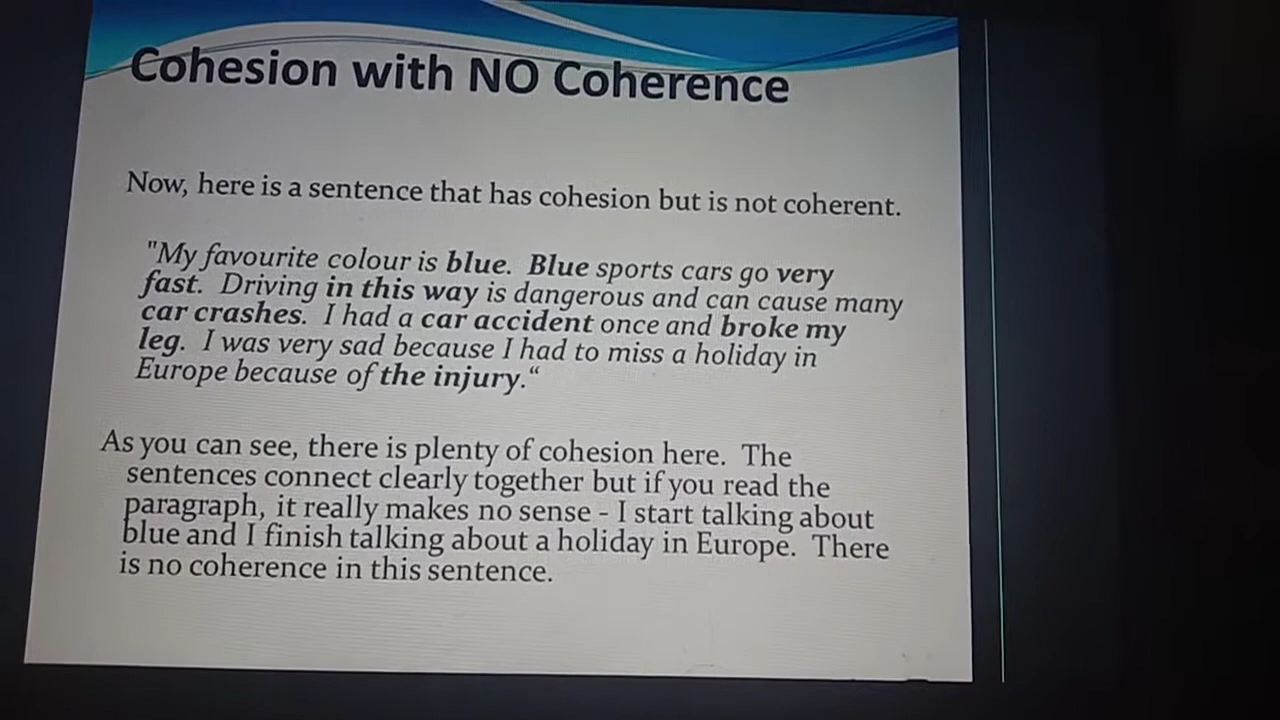 Cohesion with NO Coherence
Now, here is a sentence that has cohesion but is not coherent.
"My favourite colour is blue.  Blue sports cars go very
fast.  Driving in this way is dangerous and can cause many
car crashes.  I had a car accident once and broke my
leg.  I was very sad because I had to miss a holiday in
Europe because of the injury.“
As you can see, there is plenty of cohesion here.  The
sentences connect clearly together but if you read the
paragraph, it really makes no sense - I start talking about
blue and I finish talking about a holiday in Europe.  There
is no coherence in this sentence.